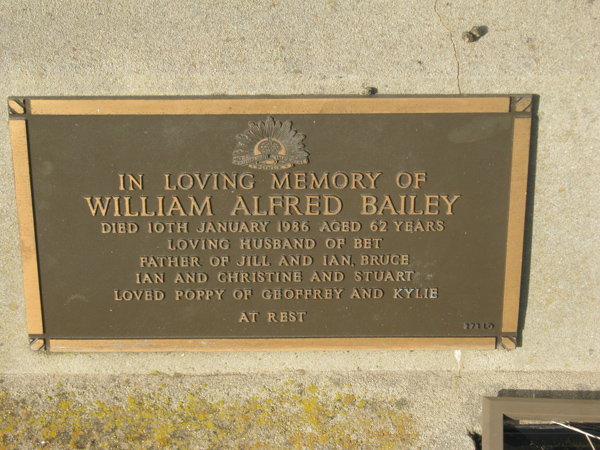 IN LOVING MEMORY OF
WILLIAM ALFRED BAILEY
DIED 10TH JANUARY 1986 AGED 62 YEARS
LOVING HUSBAND OF BET
FATHER OF JILL AND IAN, BRUCE
IAN AND CHRISTINE AND STUART
LOVED POPPY OF GEOFFREY AND KYLIE
AT REST